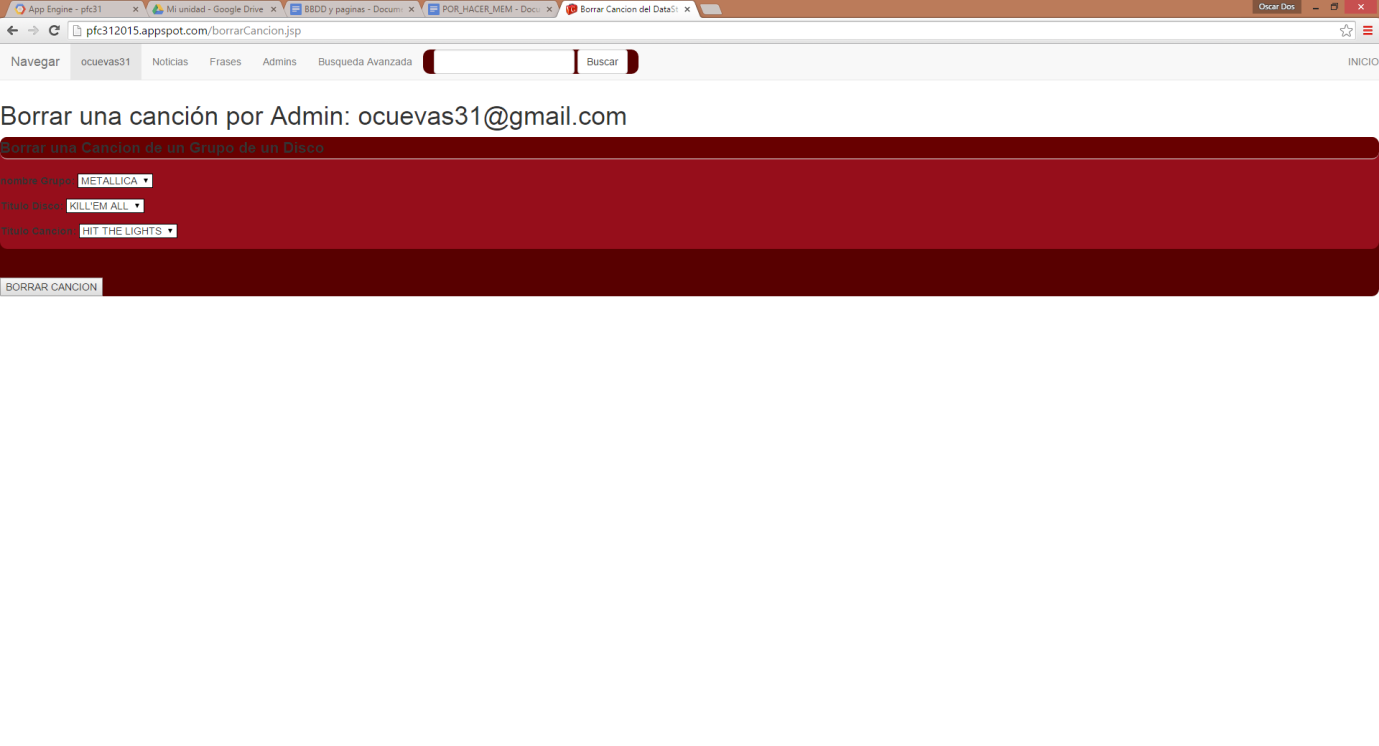 App Engine - pfc31
Mi unidad - Google Drive
BBDD y paginas - Docume
POR_HACER_MEM - Docu
Borrar Cancion del DataSt
Oscar Dos
pfc312015.appspot.com/borrarCancion.jsp
Navegar ocuevas31 Noticias Frases Admins Busqueda Avanzada Buscar INICIO
Borrar una canción por Admin: ocuevas31@gmail.com
Borrar una Cancion de un Grupo de un Disco
Nombre Grupo: METALLICA
Titulo Disco: KILL'EM ALL
Titulo Cancion: HIT THE LIGHTS
BORRAR CANCION